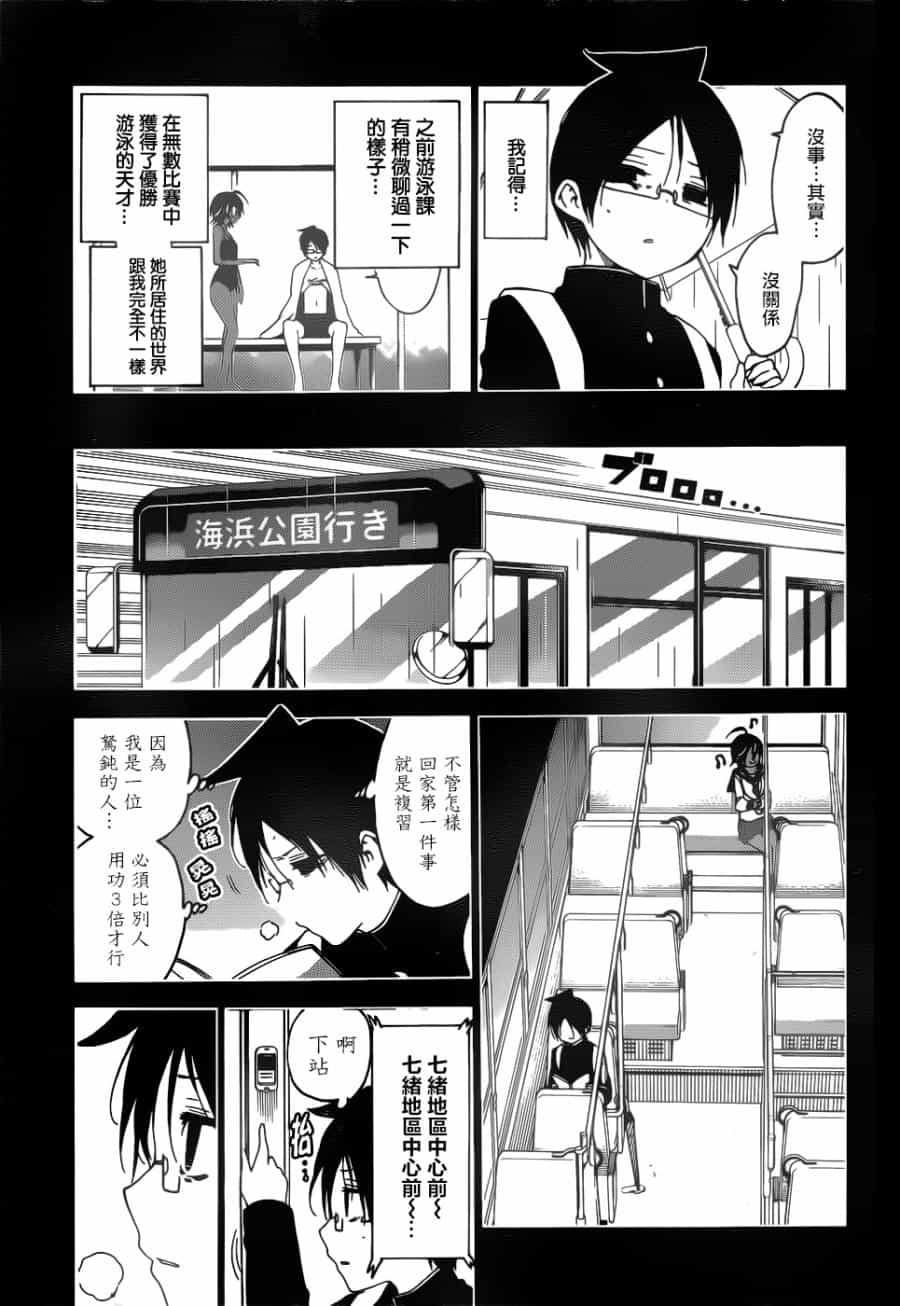 沒事…其實…
沒關係
我記得…
之前游泳課
有稍微聊過一下
的樣子…
在無數比賽中
獲得了優勝
游泳的天才…
她所居住的世界
跟我完全不一樣
ブロロロ...
海浜公園行き
不管怎樣
回家第一件事
就是複習
搖搖
晃晃
因為
我是一位
駑鈍的人…
必須比別人
用功3倍才行
七緒地區中心前~
七緒地區中心前~…
啊
下站
抬…